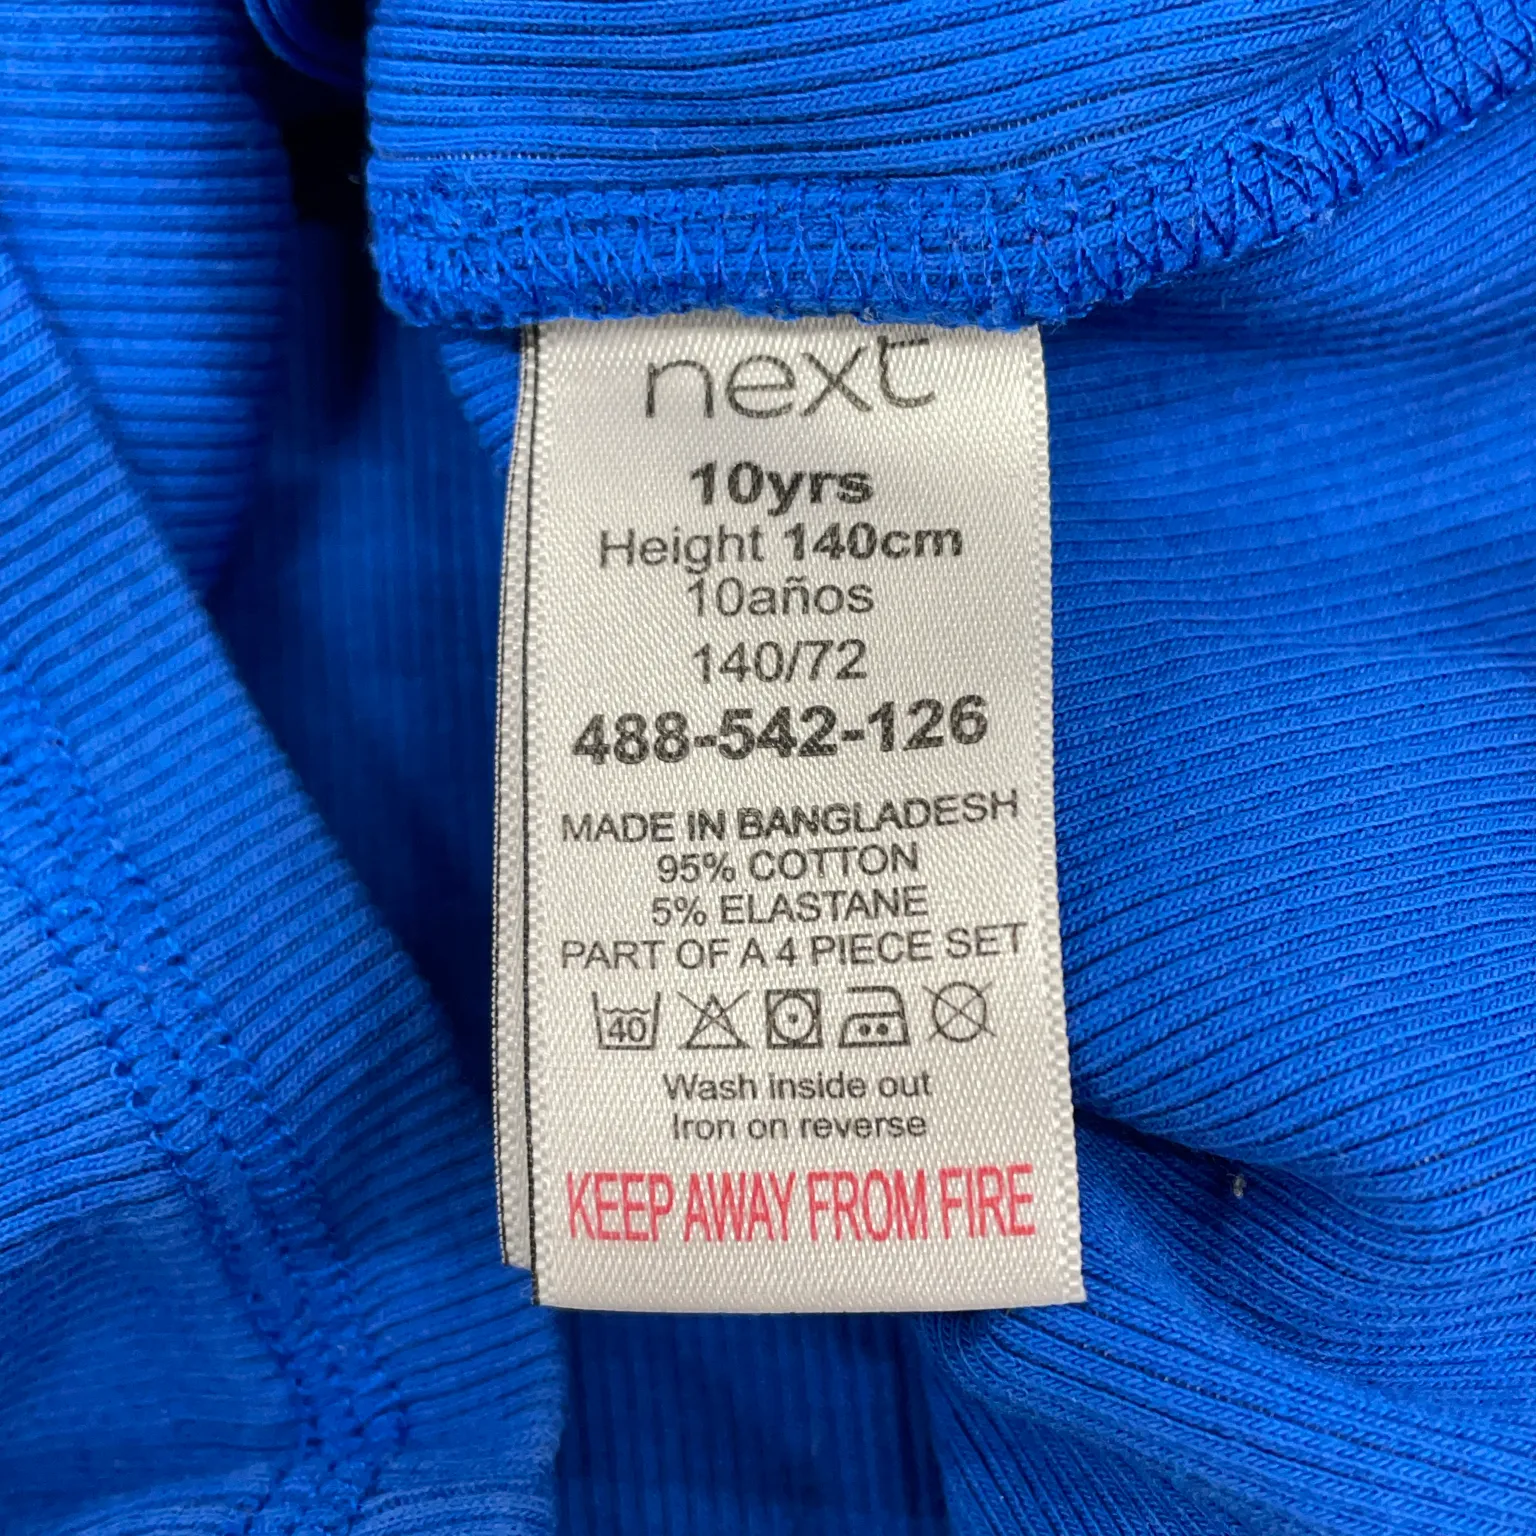 next
10yrs
Height 140cm
10años
140/72
488-542-126
MADE IN BANGLADESH
95% COTTON
5% ELASTANE
PART OF A 4 PIECE SET
40
Wash inside out
Iron on reverse
KEEP AWAY FROM FIRE